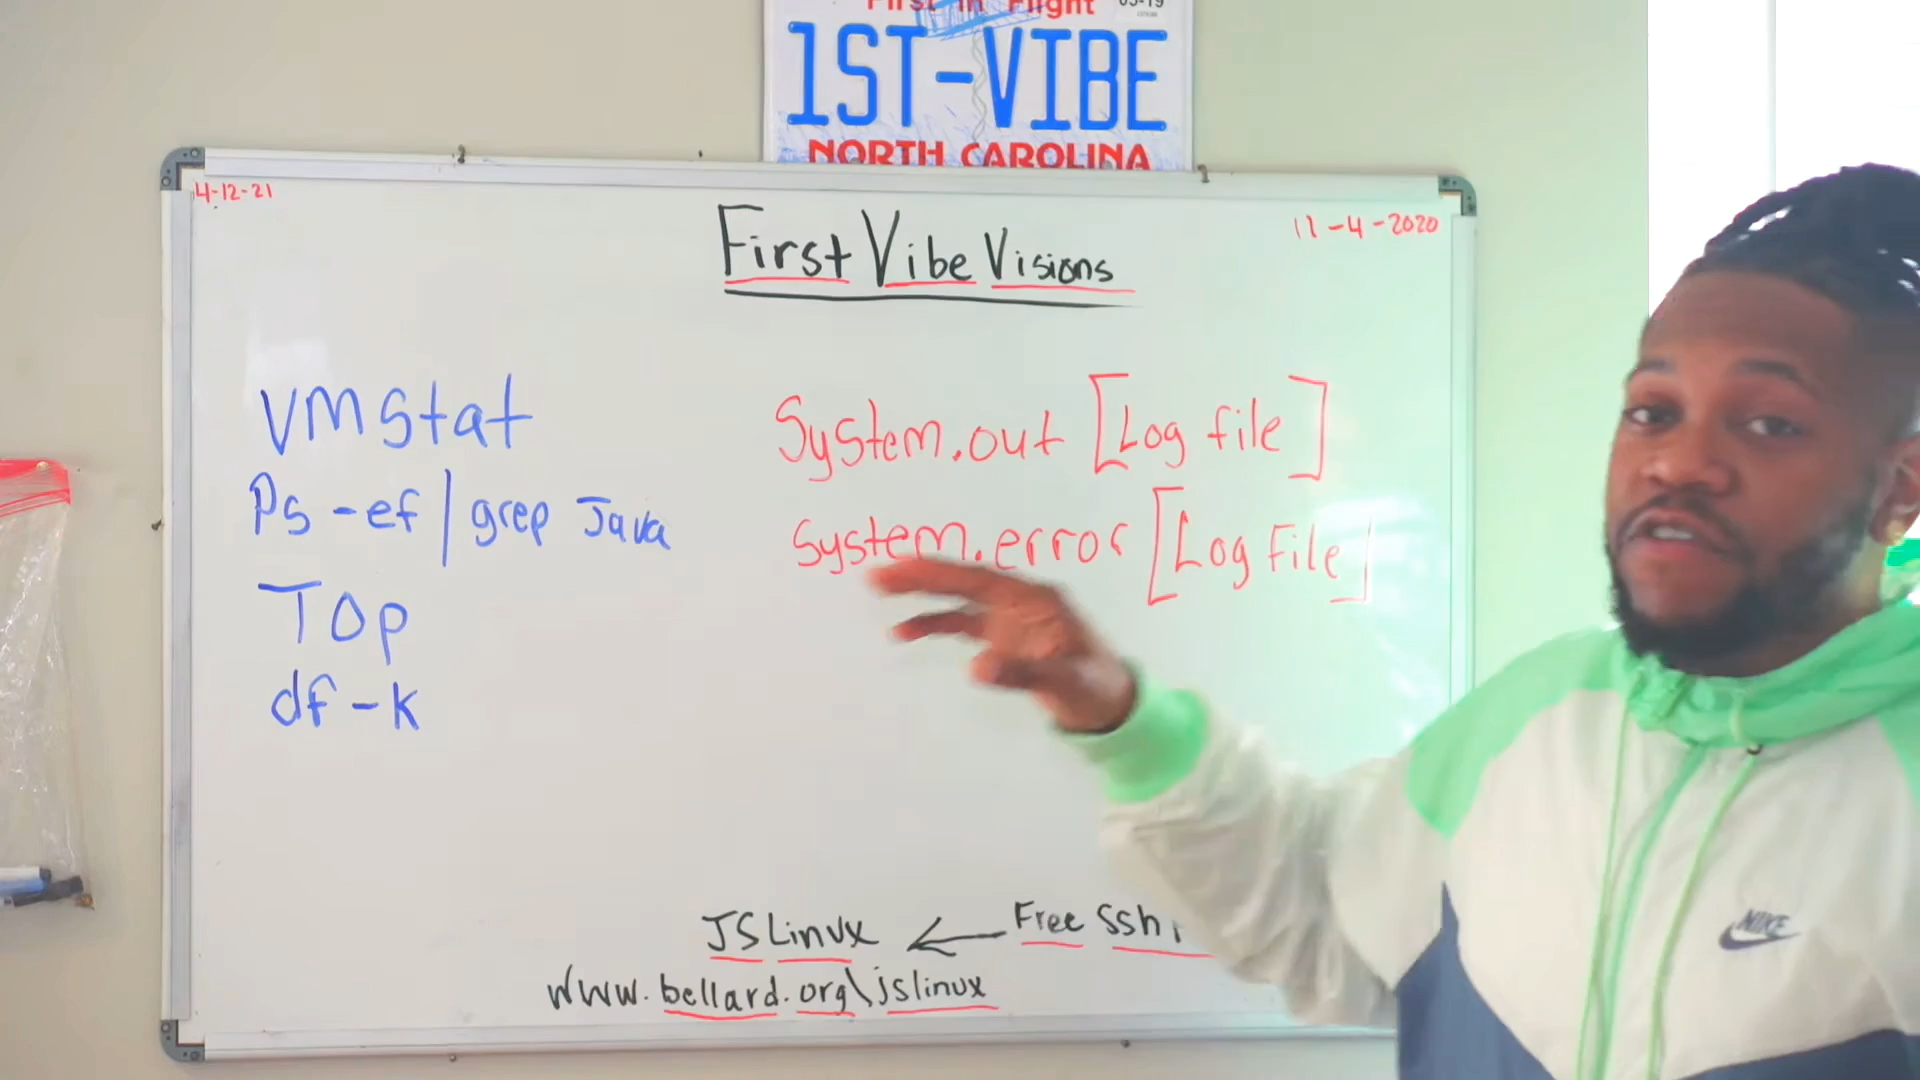 First in Flight
1ST-VIBE
NORTH CAROLINA
4-12-21
11-4-2020
First Vibe Visions
VMStat
Ps -ef | grep Java
Top
df -k
System.out [Log file]
System.error [Log File]
JSLinux ← Free SSh
www.bellard.org\jslinux
NIKE